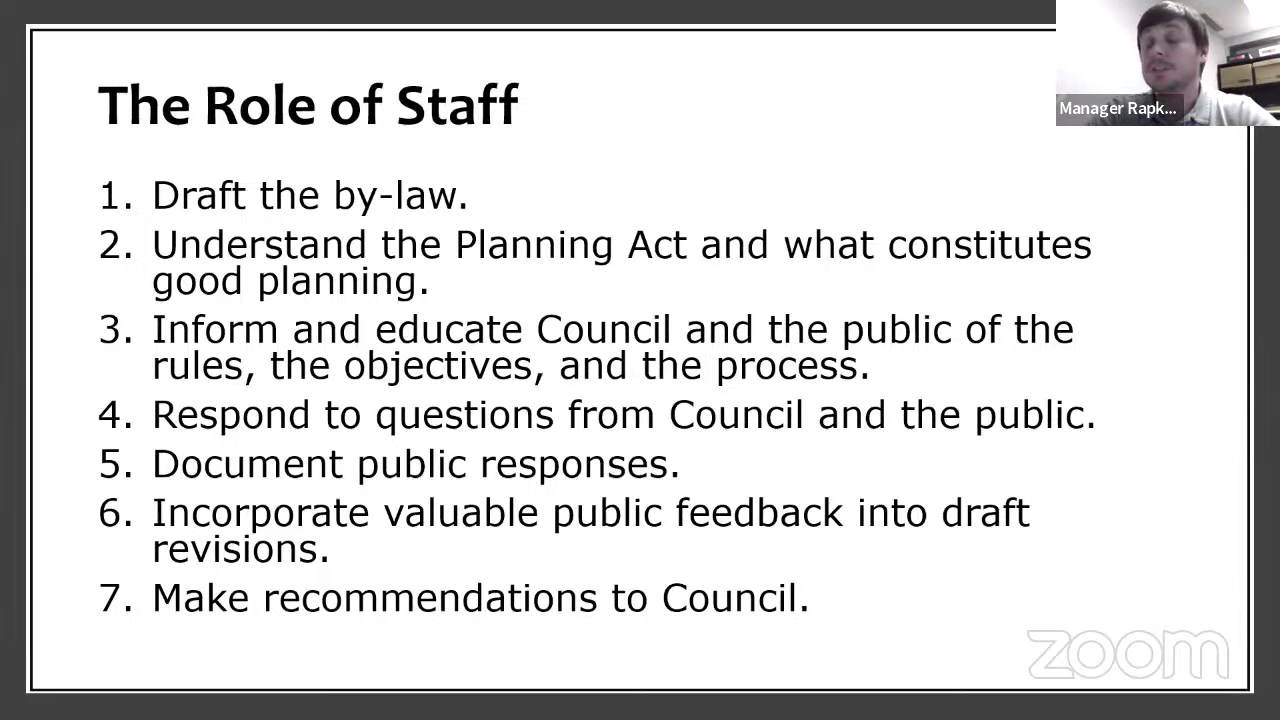 The Role of Staff
Manager Rapk...
1. Draft the by-law.
2. Understand the Planning Act and what constitutes
good planning.
3. Inform and educate Council and the public of the
rules, the objectives, and the process.
4. Respond to questions from Council and the public.
5. Document public responses.
6. Incorporate valuable public feedback into draft
revisions.
7. Make recommendations to Council.
zoom